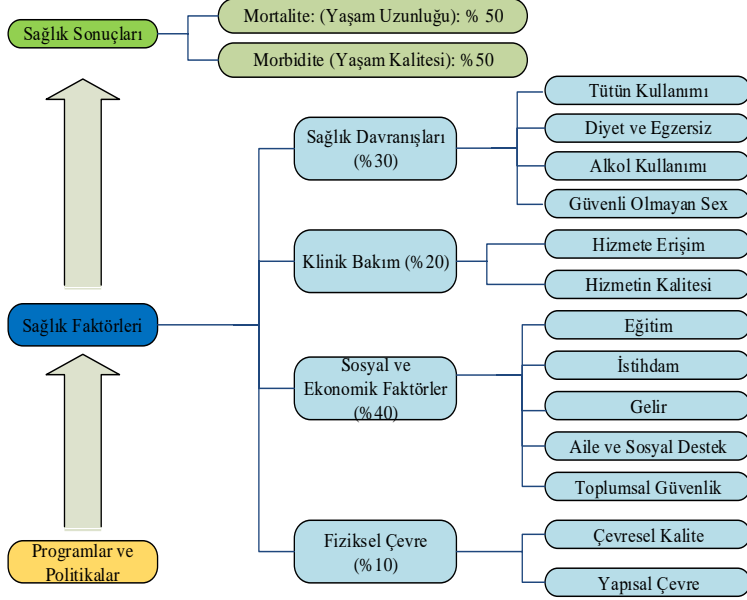 Sağlık Sonuçları
Mortalite: (Yaşam Uzunluğu): % 50
Morbidite (Yaşam Kalitesi): %50
Sağlık Faktörleri
Programlar ve
Politikalar
Sağlık Davranışları
(%30)
Tütün Kullanımı
Diyet ve Egzersiz
Alkol Kullanımı
Güvenli Olmayan Sex
Klinik Bakım (%20)
Hizmete Erişim
Hizmetin Kalitesi
Sosyal ve
Ekonomik Faktörler
(%40)
Eğitim
İstihdam
Gelir
Aile ve Sosyal Destek
Toplumsal Güvenlik
Fiziksel Çevre
(%10)
Çevresel Kalite
Yapısal Çevre